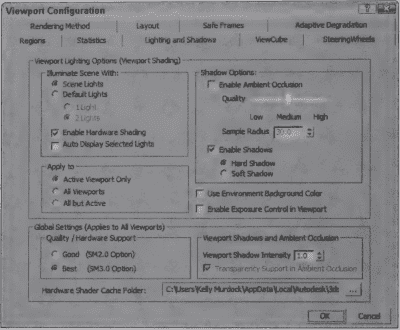 Viewport Configuration
Rendering Method Layout Safe Frames Adaptive Degradation
Regions Statistics Lighting and Shadows ViewCube SteeringWheels
Viewport Lighting Options (Viewport Shading)
Illuminate Scene With:
Scene Lights
Default Lights
1 Light
2 Lights
Enable Hardware Shading
Auto Display Selected Lights
Apply to
Active Viewport Only
All Viewports
All but Active
Shadow Options:
Enable Ambient Occlusion
Quality
Low Medium High
Sample Radius 20.0
Enable Shadows
Hard Shadow
Soft Shadow
Use Environment Background Color
Enable Exposure Control in Viewport
Global Settings (Applies to All Viewports)
Quality / Hardware Support
Good (SM2.0 Option)
Best (SM3.0 Option)
Viewport Shadows and Ambient Occlusion
Viewport Shadow Intensity 1.0
Transparency Support in Ambient Occlusion
Hardware Shader Cache Folder: C:\Users\Kelly Murdock\AppData\Local\Autodesk\3ds ...
OK Cancel